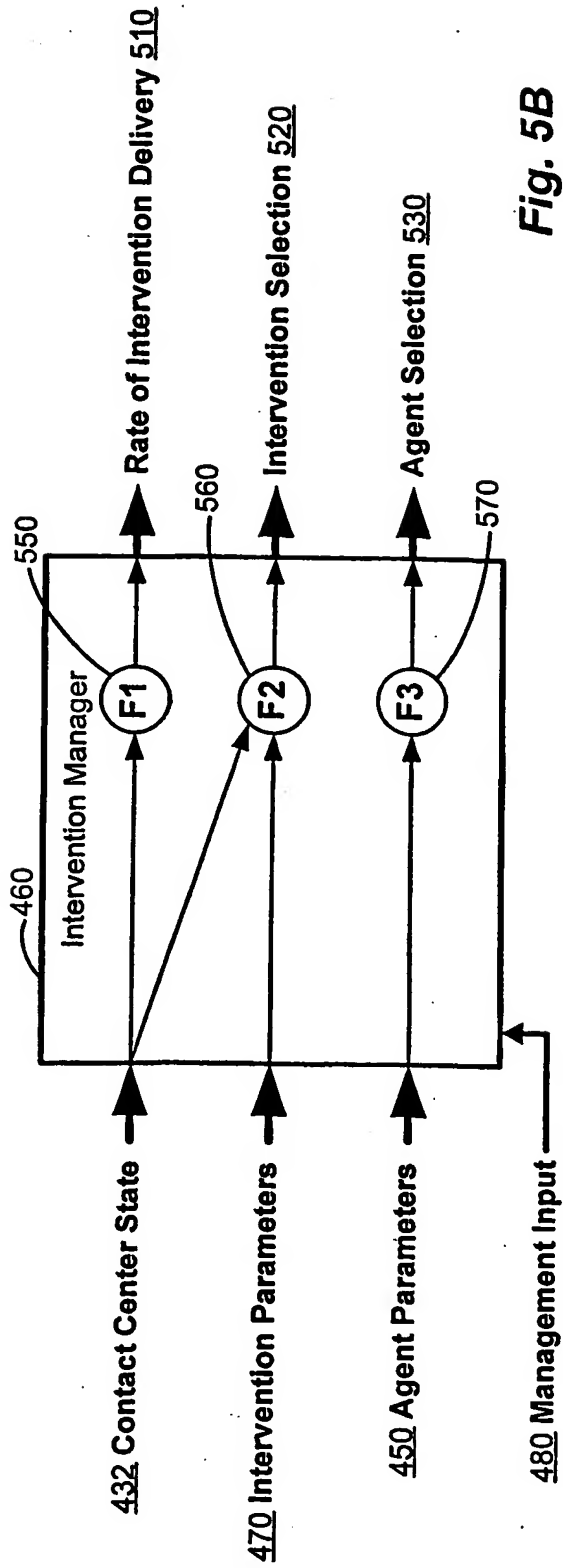 460
Intervention Manager
550
432 Contact Center State
F1
Rate of Intervention Delivery 510
560
470 Intervention Parameters
F2
Intervention Selection 520
450 Agent Parameters
F3
Agent Selection 530
570
480 Management Input
Fig. 5B